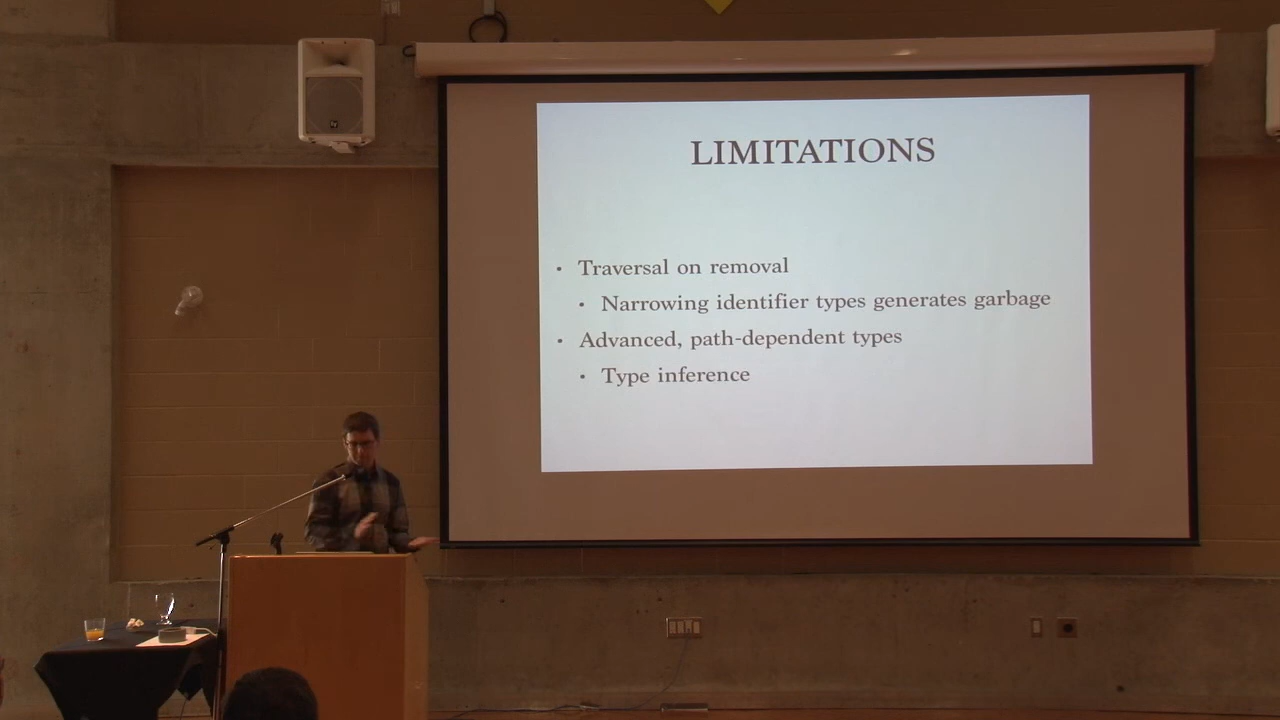 LIMITATIONS
• Traversal on removal
• Narrowing identifier types generates garbage
• Advanced, path-dependent types
• Type inference